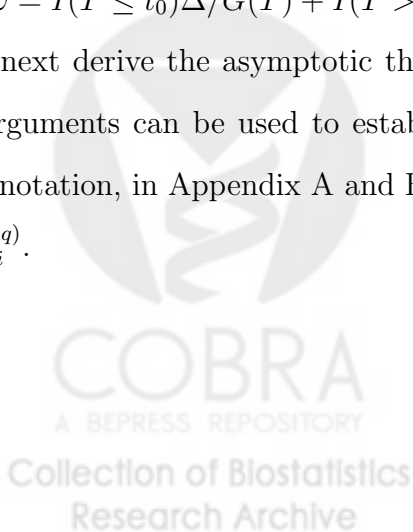 = I(T ≤ t₀)Δ/G(T) + I(T >
next derive the asymptotic th
rguments can be used to estab
notation, in Appendix A and
q)
.
COBRA
A BEPRESS REPOSITORY
Collection of Biostatistics
Research Archive